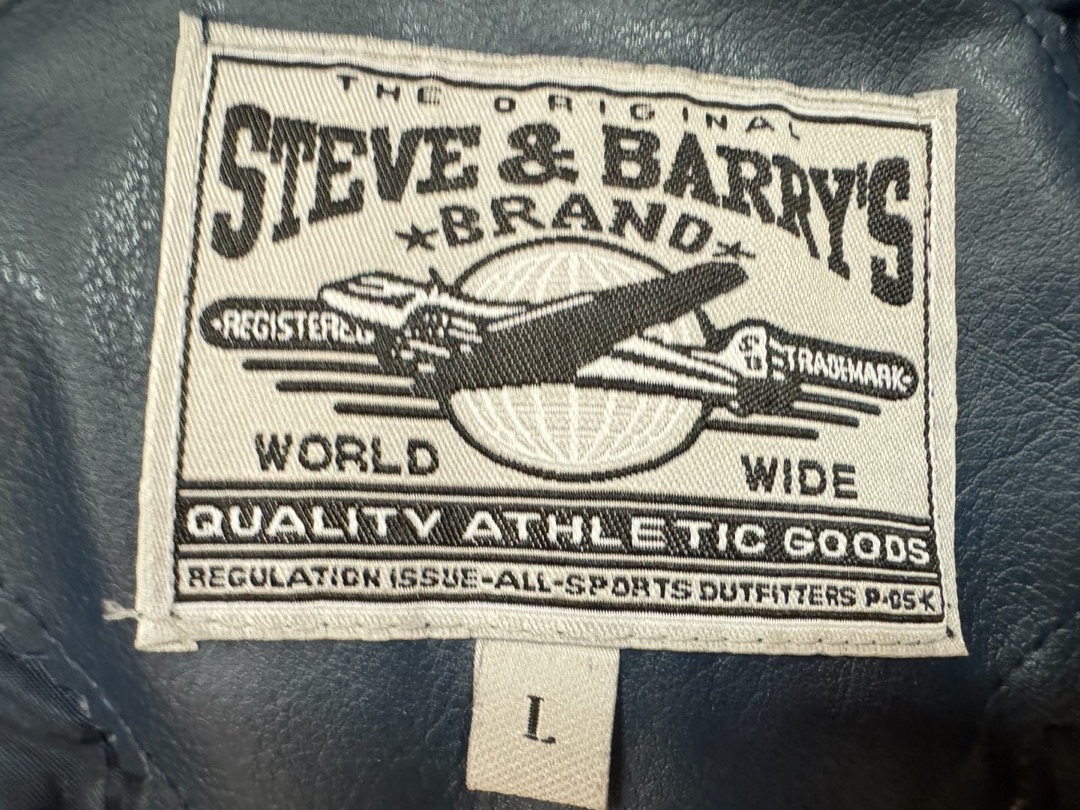 THE ORIGINAL
STEVE & BARRY'S
★BRAND★
•REGISTERED
SB
TRADEMARK•
WORLD WIDE
QUALITY ATHLETIC GOODS
REGULATION ISSUE-ALL-SPORTS OUTFITTERS P-05-K
L